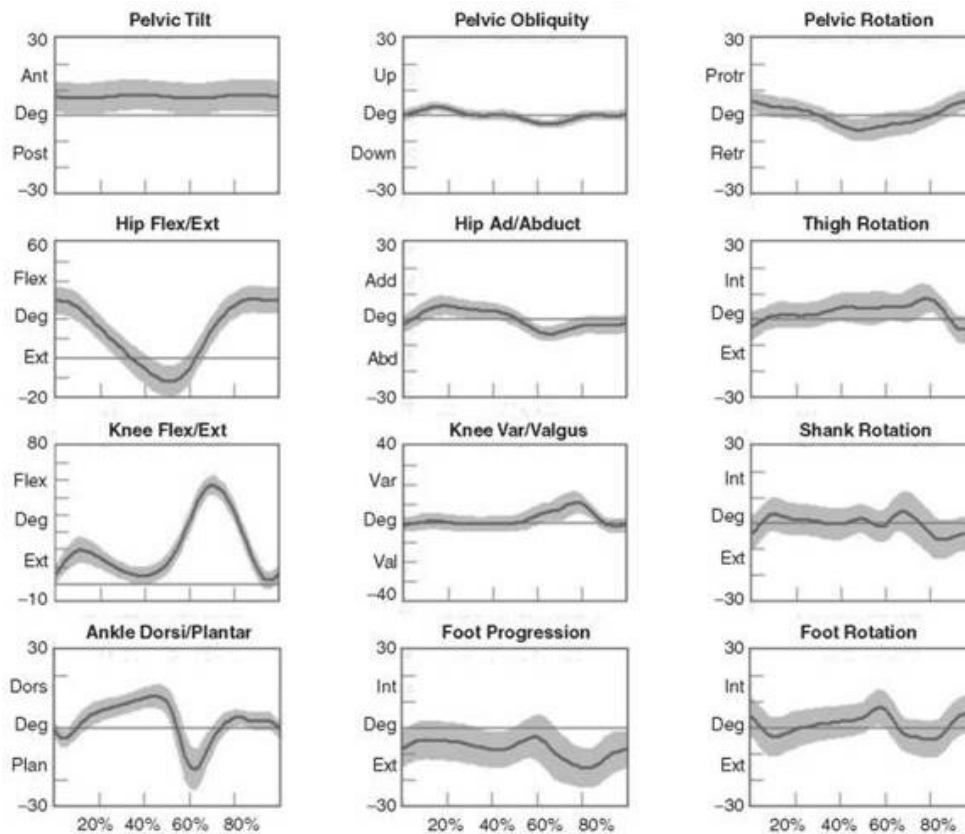 Pelvic Tilt
30
Ant
Deg
Post
–30
Pelvic Obliquity
30
Up
Deg
Down
–30
Pelvic Rotation
30
Protr
Deg
Retr
–30
Hip Flex/Ext
60
Flex
Deg
Ext
–20
Hip Ad/Abduct
30
Add
Deg
Abd
–30
Thigh Rotation
30
Int
Deg
Ext
–30
Knee Flex/Ext
80
Flex
Deg
Ext
–10
Knee Var/Valgus
40
Var
Deg
Val
–40
Shank Rotation
30
Int
Deg
Ext
–30
Ankle Dorsi/Plantar
30
Dors
Deg
Plan
–30
20% 40% 60% 80%
Foot Progression
30
Int
Deg
Ext
–30
20% 40% 60% 80%
Foot Rotation
30
Int
Deg
Ext
–30
20% 40% 60% 80%